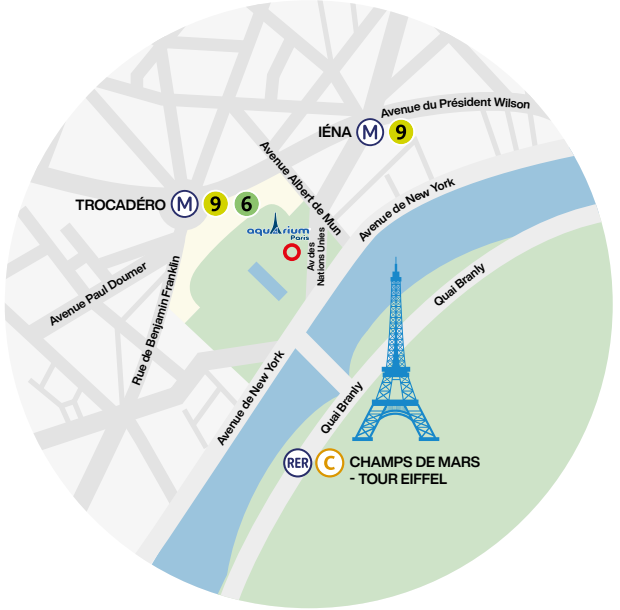 Avenue du Président Wilson
IÉNA M 9
Avenue Albert de Mun
TROCADÉRO M 9 6
Avenue de New York
aquarium
Paris
Av des
Nations Unies
Avenue Paul Doumer
Rue de Benjamin Franklin
Quai Branly
Avenue de New York
Quai Branly
RER C CHAMPS DE MARS
- TOUR EIFFEL